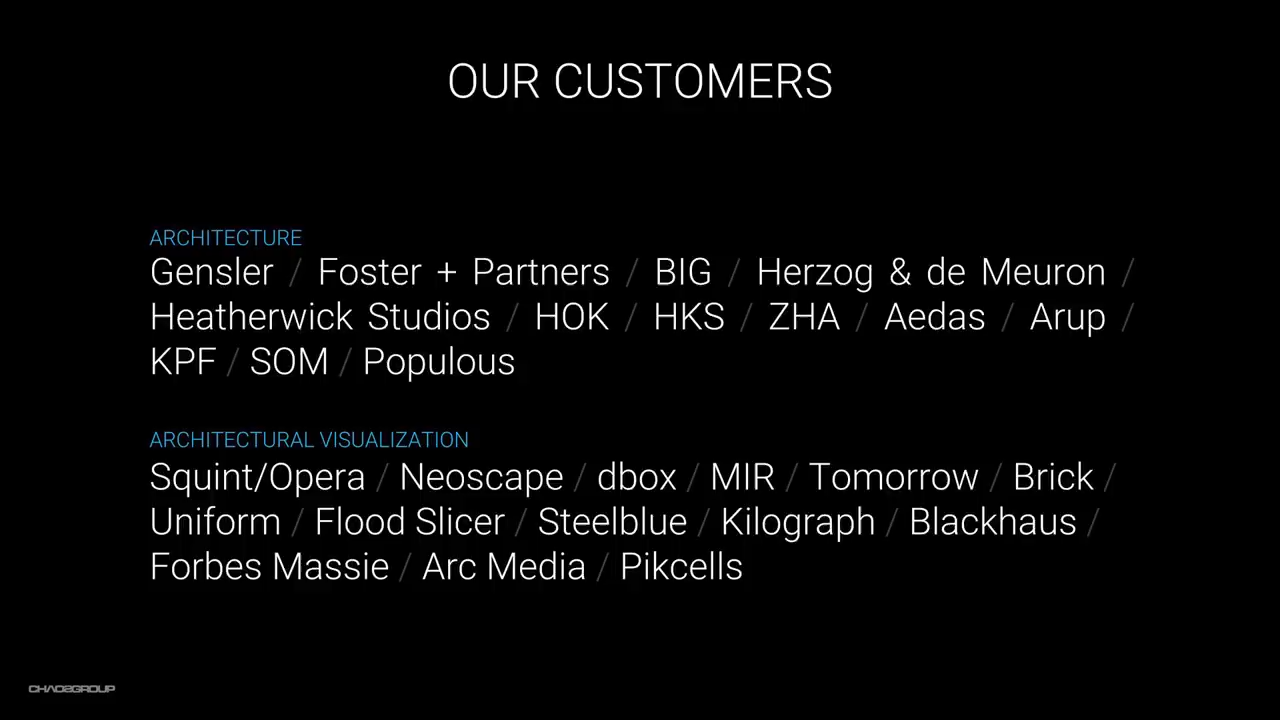 OUR CUSTOMERS
ARCHITECTURE
Gensler / Foster + Partners / BIG / Herzog & de Meuron /
Heatherwick Studios / HOK / HKS / ZHA / Aedas / Arup /
KPF / SOM / Populous
ARCHITECTURAL VISUALIZATION
Squint/Opera / Neoscape / dbox / MIR / Tomorrow / Brick /
Uniform / Flood Slicer / Steelblue / Kilograph / Blackhaus /
Forbes Massie / Arc Media / Pikcells
CHAOSGROUP